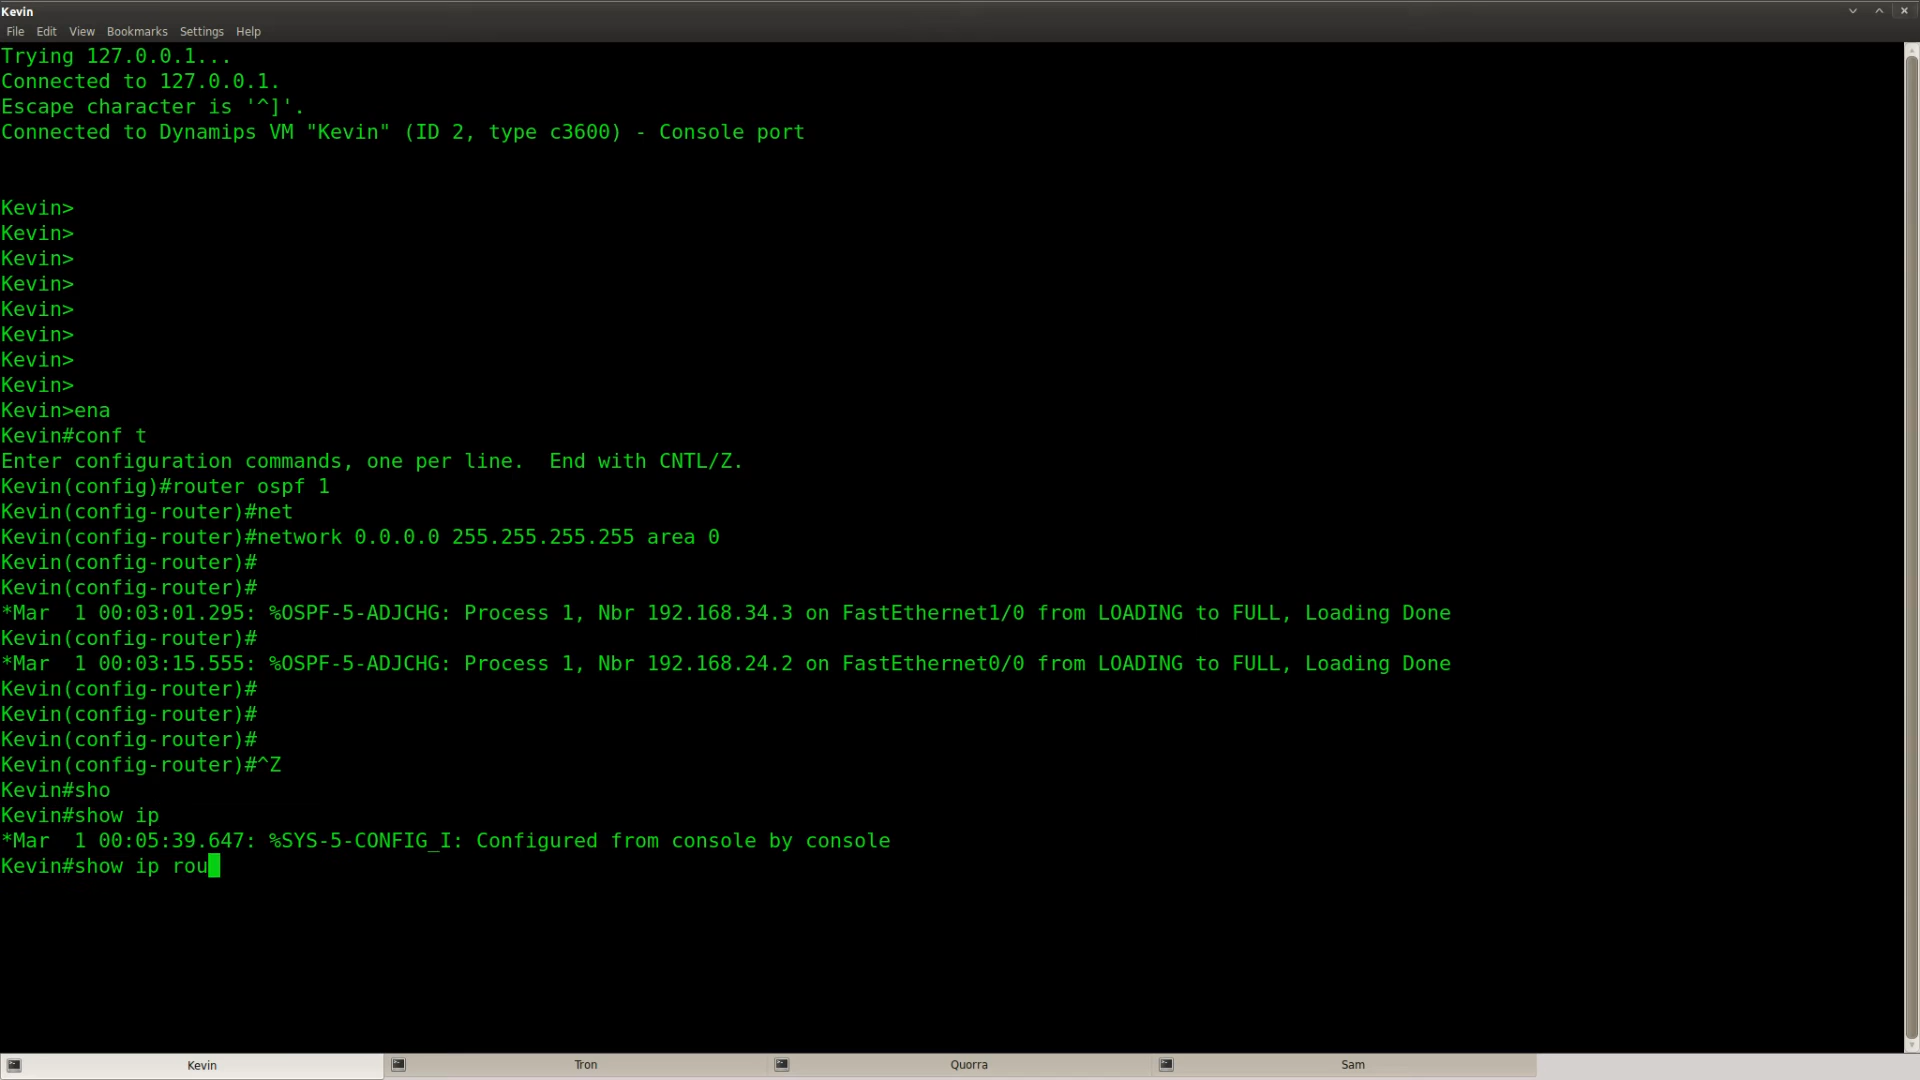 Kevin
File Edit View Bookmarks Settings Help
Trying 127.0.0.1...
Connected to 127.0.0.1.
Escape character is '^]'.
Connected to Dynamips VM "Kevin" (ID 2, type c3600) - Console port
Kevin>
Kevin>
Kevin>
Kevin>
Kevin>
Kevin>
Kevin>
Kevin>
Kevin>ena
Kevin#conf t
Enter configuration commands, one per line.  End with CNTL/Z.
Kevin(config)#router ospf 1
Kevin(config-router)#net
Kevin(config-router)#network 0.0.0.0 255.255.255.255 area 0
Kevin(config-router)#
Kevin(config-router)#
*Mar  1 00:03:01.295: %OSPF-5-ADJCHG: Process 1, Nbr 192.168.34.3 on FastEthernet1/0 from LOADING to FULL, Loading Done
Kevin(config-router)#
*Mar  1 00:03:15.555: %OSPF-5-ADJCHG: Process 1, Nbr 192.168.24.2 on FastEthernet0/0 from LOADING to FULL, Loading Done
Kevin(config-router)#
Kevin(config-router)#
Kevin(config-router)#
Kevin(config-router)#^Z
Kevin#sho
Kevin#show ip
*Mar  1 00:05:39.647: %SYS-5-CONFIG_I: Configured from console by console
Kevin#show ip rou
Kevin Tron Quorra Sam